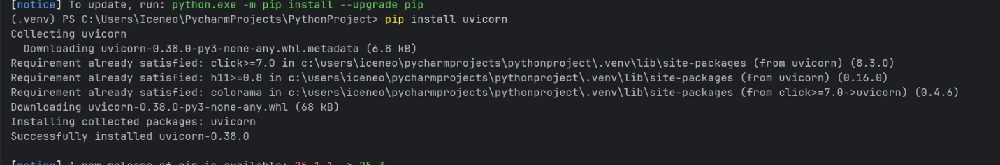 [notice] To update, run: python.exe -m pip install --upgrade pip
(.venv) PS C:\Users\Iceneo\PycharmProjects\PythonProject> pip install uvicorn
Collecting uvicorn
  Downloading uvicorn-0.38.0-py3-none-any.whl.metadata (6.8 kB)
Requirement already satisfied: click>=7.0 in c:\users\iceneo\pycharmprojects\pythonproject\.venv\lib\site-packages (from uvicorn) (8.3.0)
Requirement already satisfied: h11>=0.8 in c:\users\iceneo\pycharmprojects\pythonproject\.venv\lib\site-packages (from uvicorn) (0.16.0)
Requirement already satisfied: colorama in c:\users\iceneo\pycharmprojects\pythonproject\.venv\lib\site-packages (from click>=7.0->uvicorn) (0.4.6)
Downloading uvicorn-0.38.0-py3-none-any.whl (68 kB)
Installing collected packages: uvicorn
Successfully installed uvicorn-0.38.0
[notice] A new release of pip is available: 25.1.1 -> 25.3